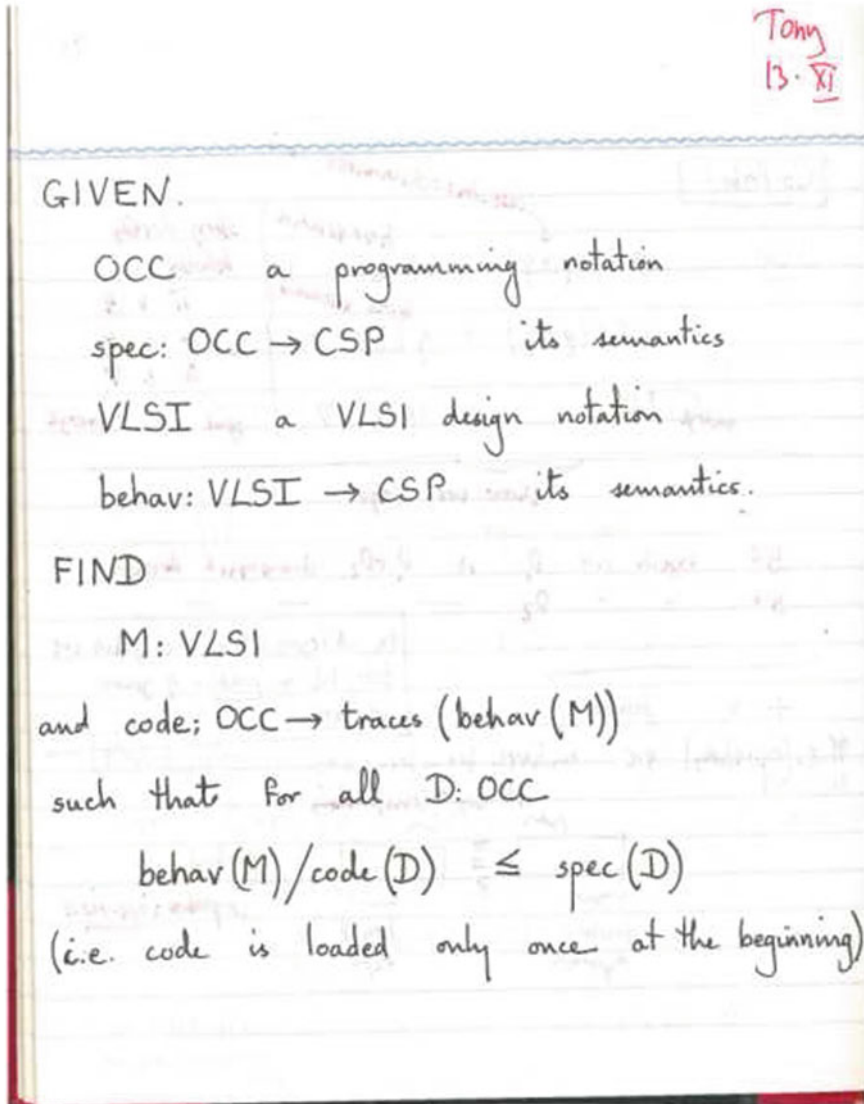 Tony
13·XI
GIVEN.
OCC. a programming notation
spec: OCC → CSP its semantics
VLSI a VLSI design notation
behav: VLSI → CSP its semantics.
FIND
M: VLSI
and code: OCC → traces (behav(M))
such that for all D: OCC
behav(M)/code(D) ≤ spec(D)
(i.e. code is loaded only once at the beginning)